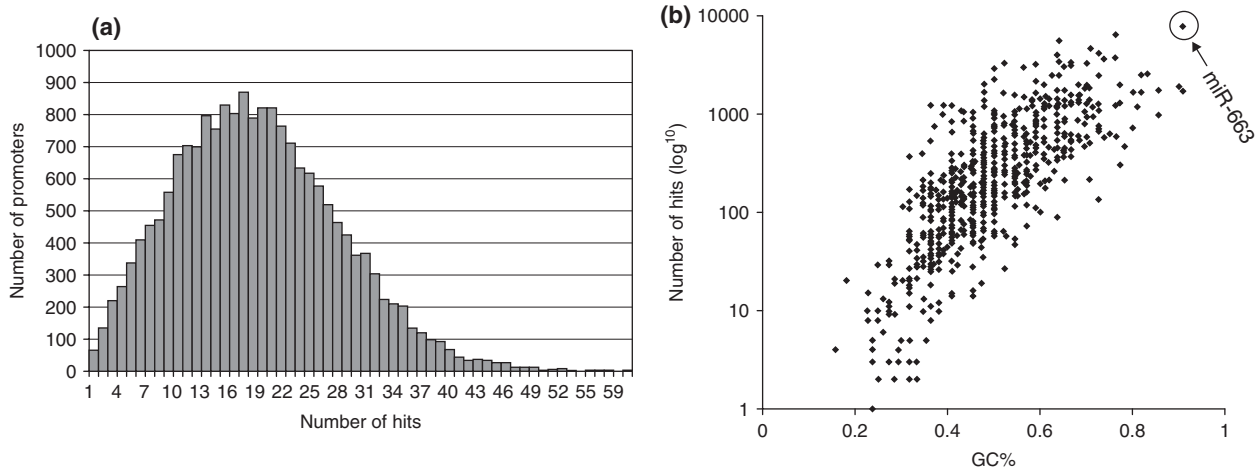 (a)
Number of promoters
1000
900
800
700
600
500
400
300
200
100
0
1 4 7 10 13 16 19 22 25 28 31 34 37 40 43 46 49 52 55 59
Number of hits
(b)
Number of hits (log¹⁰)
10000
1000
100
10
1
0 0.2 0.4 0.6 0.8 1
GC%
miR-663